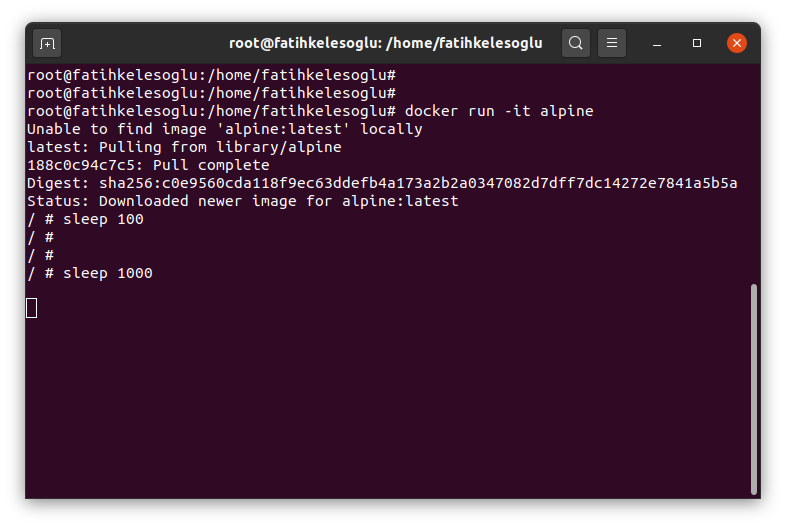 root@fatihkelesoglu: /home/fatihkelesoglu
root@fatihkelesoglu:/home/fatihkelesoglu#
root@fatihkelesoglu:/home/fatihkelesoglu#
root@fatihkelesoglu:/home/fatihkelesoglu# docker run -it alpine
Unable to find image 'alpine:latest' locally
latest: Pulling from library/alpine
188c0c94c7c5: Pull complete
Digest: sha256:c0e9560cda118f9ec63ddefb4a173a2b2a0347082d7dff7dc14272e7841a5b5a
Status: Downloaded newer image for alpine:latest
/ # sleep 100
/ #
/ #
/ # sleep 1000